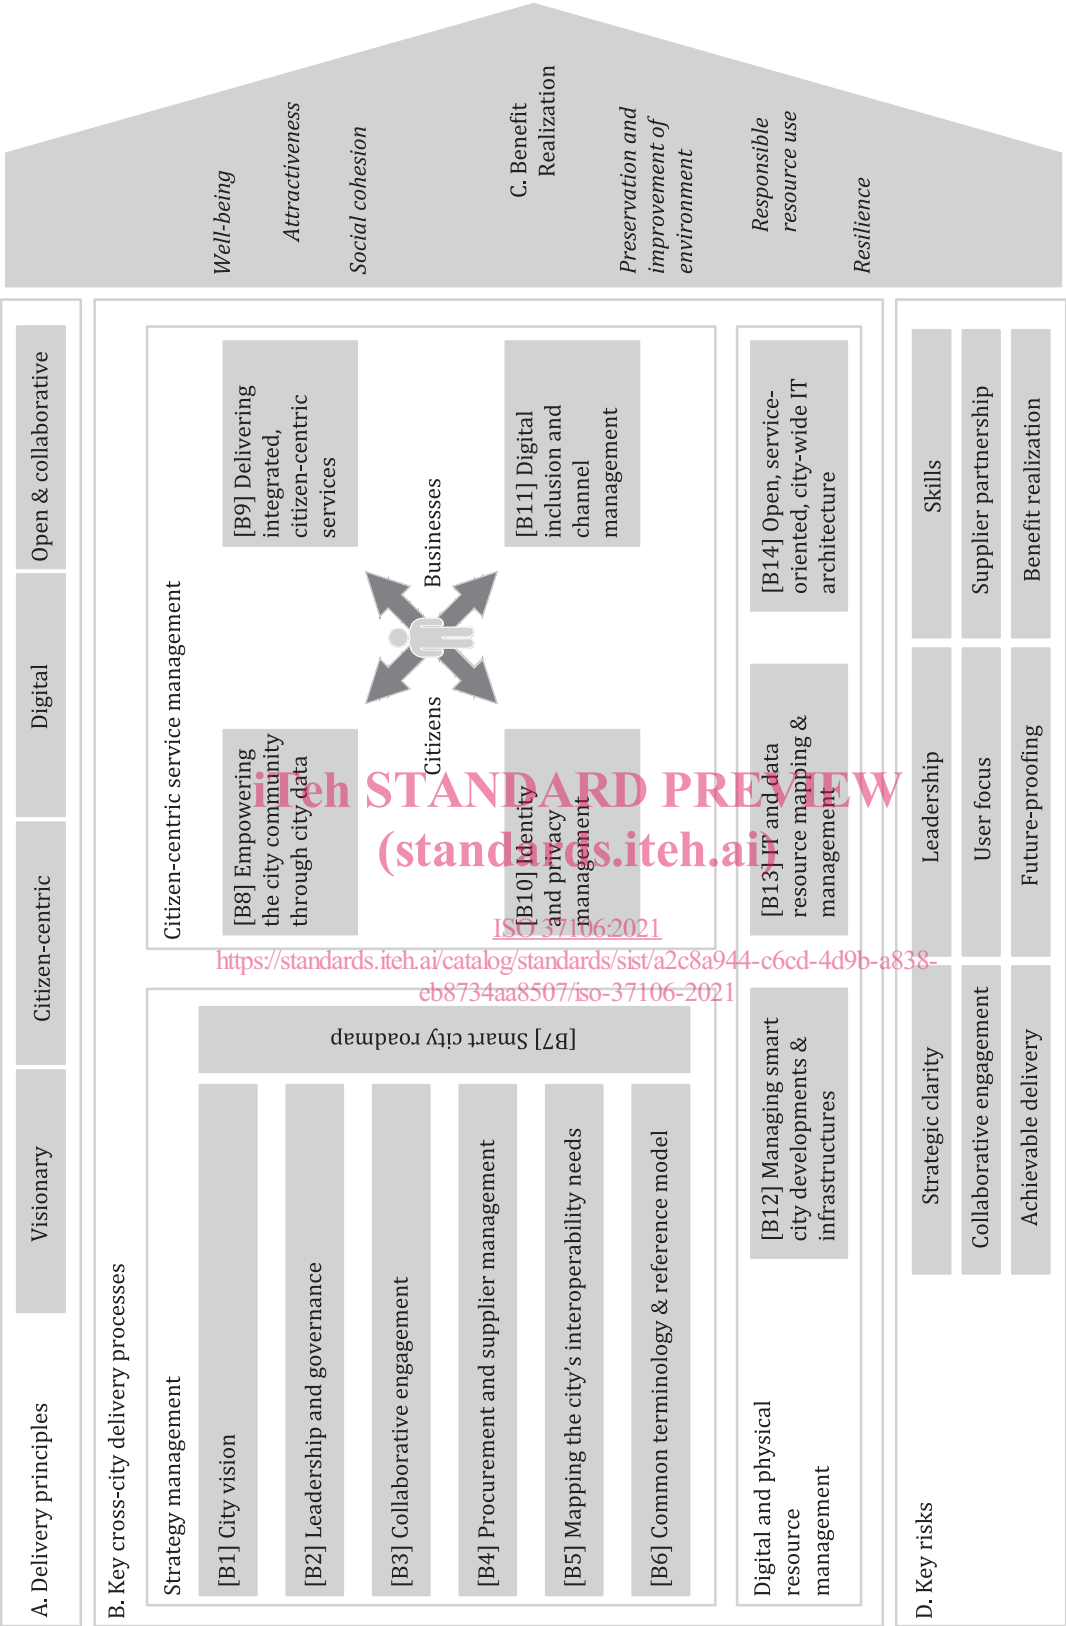 A. Delivery principles
Visionary
Citizen-centric
Digital
Open & collaborative
B. Key cross-city delivery processes
Strategy management
[B1] City vision
[B2] Leadership and governance
[B3] Collaborative engagement
[B4] Procurement and supplier management
[B5] Mapping the city’s interoperability needs
[B6] Common terminology & reference model
[B7] Smart city roadmap
Citizen-centric service management
[B8] Empowering
the city community
through city data
[B9] Delivering
integrated,
citizen-centric
services
Citizens
Businesses
[B10] Identity
and privacy
management
[B11] Digital
inclusion and
channel
management
Digital and physical
resource
management
[B12] Managing smart
city developments &
infrastructures
[B13] IT and data
resource mapping &
management
[B14] Open, service-
oriented, city-wide IT
architecture
C. Benefit
Realization
Well-being
Attractiveness
Social cohesion
Preservation and
improvement of
environment
Responsible
resource use
Resilience
D. Key risks
Strategic clarity
Leadership
Skills
Collaborative engagement
User focus
Supplier partnership
Achievable delivery
Future-proofing
Benefit realization
iTeh STANDARD PREVIEW
(standards.iteh.ai)
ISO 37106:2021
https://standards.iteh.ai/catalog/standards/sist/a2c8a944-c6cd-4d9b-a838-
eb8734aa8507/iso-37106-2021